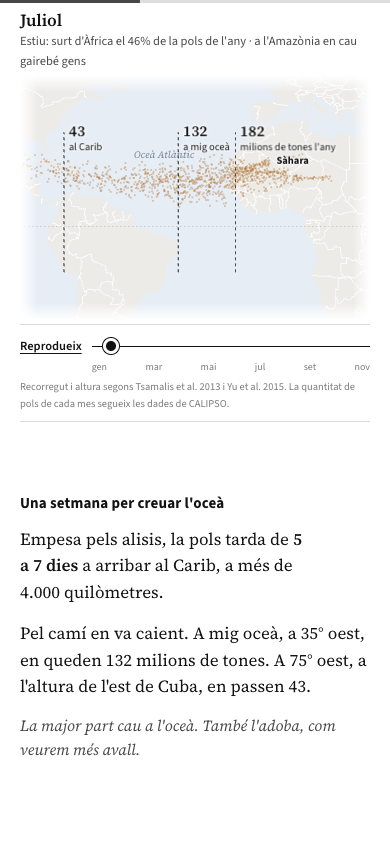 Juliol
Estiu: surt d'Àfrica el 46% de la pols de l'any · a l'Amazònia en cau
gairebé gens
43
al Carib
132
a mig oceà
182
milions de tones l'any
Oceà Atlàntic
Sàhara
Reprodueix
gen mar mai jul set nov
Recorregut i altura segons Tsamalis et al. 2013 i Yu et al. 2015. La quantitat de
pols de cada mes segueix les dades de CALIPSO.
Una setmana per creuar l'oceà
Empesa pels alisis, la pols tarda de 5
a 7 dies a arribar al Carib, a més de
4.000 quilòmetres.
Pel camí en va caient. A mig oceà, a 35° oest,
en queden 132 milions de tones. A 75° oest, a
l'altura de l'est de Cuba, en passen 43.
La major part cau a l'oceà. També l'adoba, com
veurem més avall.